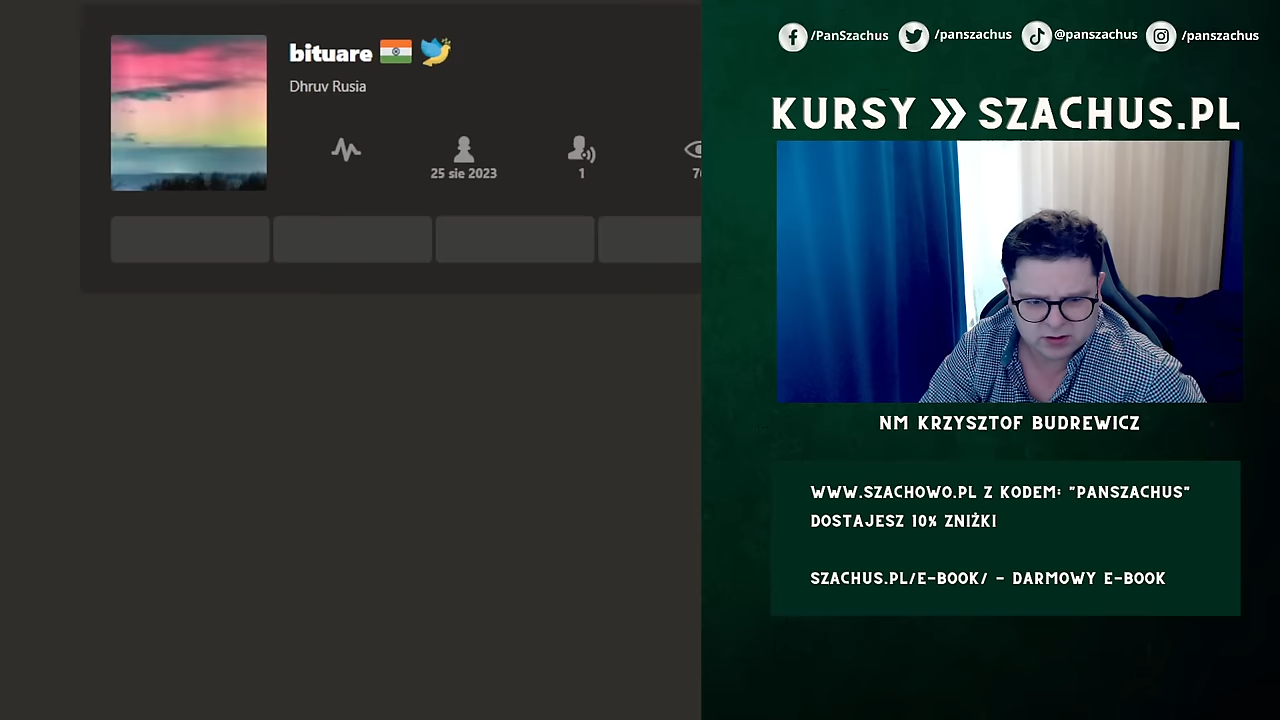 bituare
Dhruv Rusia
25 sie 2023
1
/PanSzachus
/panszachus
@panszachus
/panszachus
KURSY >> SZACHUS.PL
NM KRZYSZTOF BUDREWICZ
WWW.SZACHOWO.PL Z KODEM: "PANSZACHUS"
DOSTAJESZ 10% ZNIŻKI
SZACHUS.PL/E-BOOK/ - DARMOWY E-BOOK